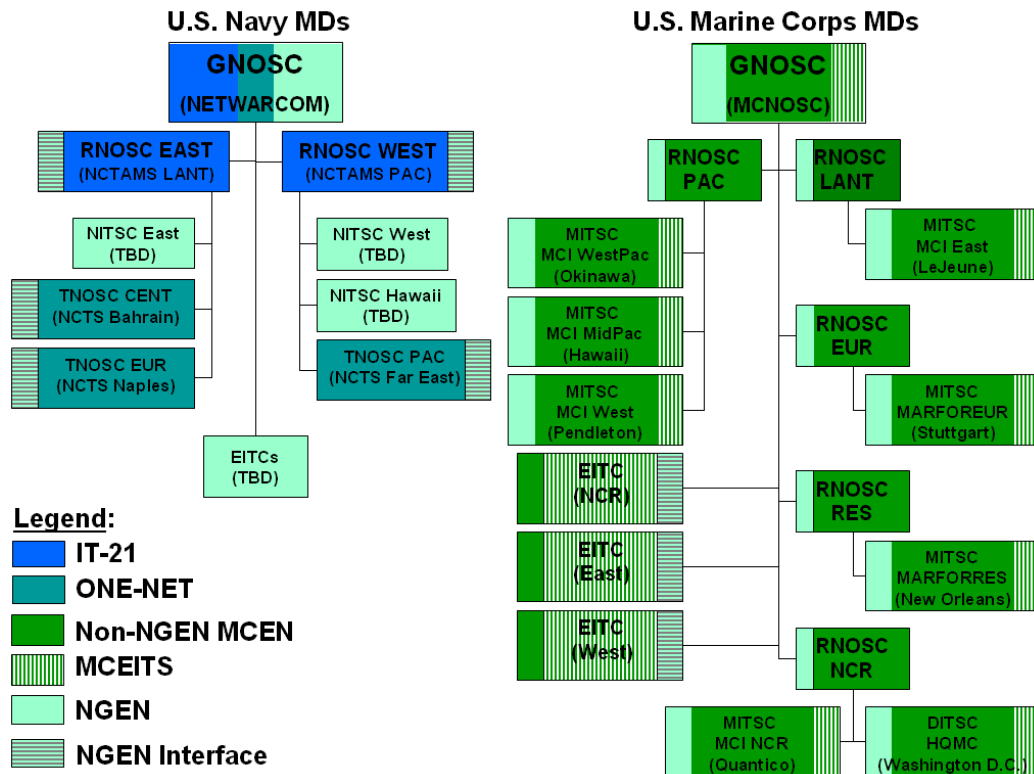 U.S. Navy MDs
GNOSC
(NETWARCOM)
RNOSC EAST
(NCTAMS LANT)
RNOSC WEST
(NCTAMS PAC)
NITSC East
(TBD)
TNOSC CENT
(NCTS Bahrain)
TNOSC EUR
(NCTS Naples)
NITSC West
(TBD)
NITSC Hawaii
(TBD)
TNOSC PAC
(NCTS Far East)
EITCs
(TBD)
Legend:
IT-21
ONE-NET
Non-NGEN MCEN
MCEITS
NGEN
NGEN Interface
U.S. Marine Corps MDs
GNOSC
(MCNOSC)
RNOSC
PAC
RNOSC
LANT
MITSC
MCI WestPac
(Okinawa)
MITSC
MCI MidPac
(Hawaii)
MITSC
MCI West
(Pendleton)
MITSC
MCI East
(LeJeune)
RNOSC
EUR
MITSC
MARFOREUR
(Stuttgart)
EITC
(NCR)
EITC
(East)
EITC
(West)
RNOSC
RES
MITSC
MARFORRES
(New Orleans)
RNOSC
NCR
MITSC
MCI NCR
(Quantico)
DITSC
HQMC
(Washington D.C.)